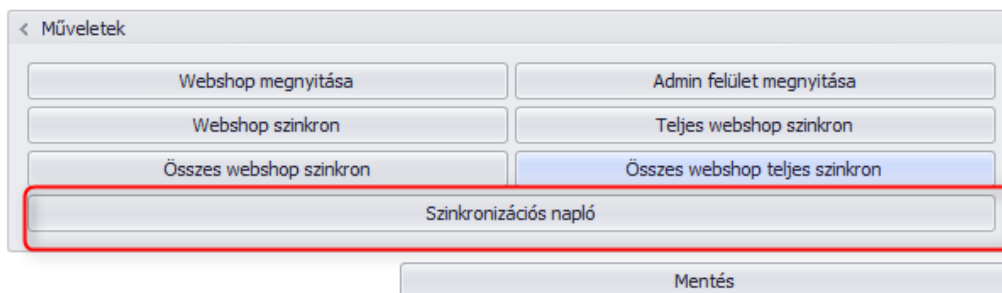 Műveletek
Webshop megnyitása
Admin felület megnyitása
Webshop szinkron
Teljes webshop szinkron
Összes webshop szinkron
Összes webshop teljes szinkron
Szinkronizációs napló
Mentés